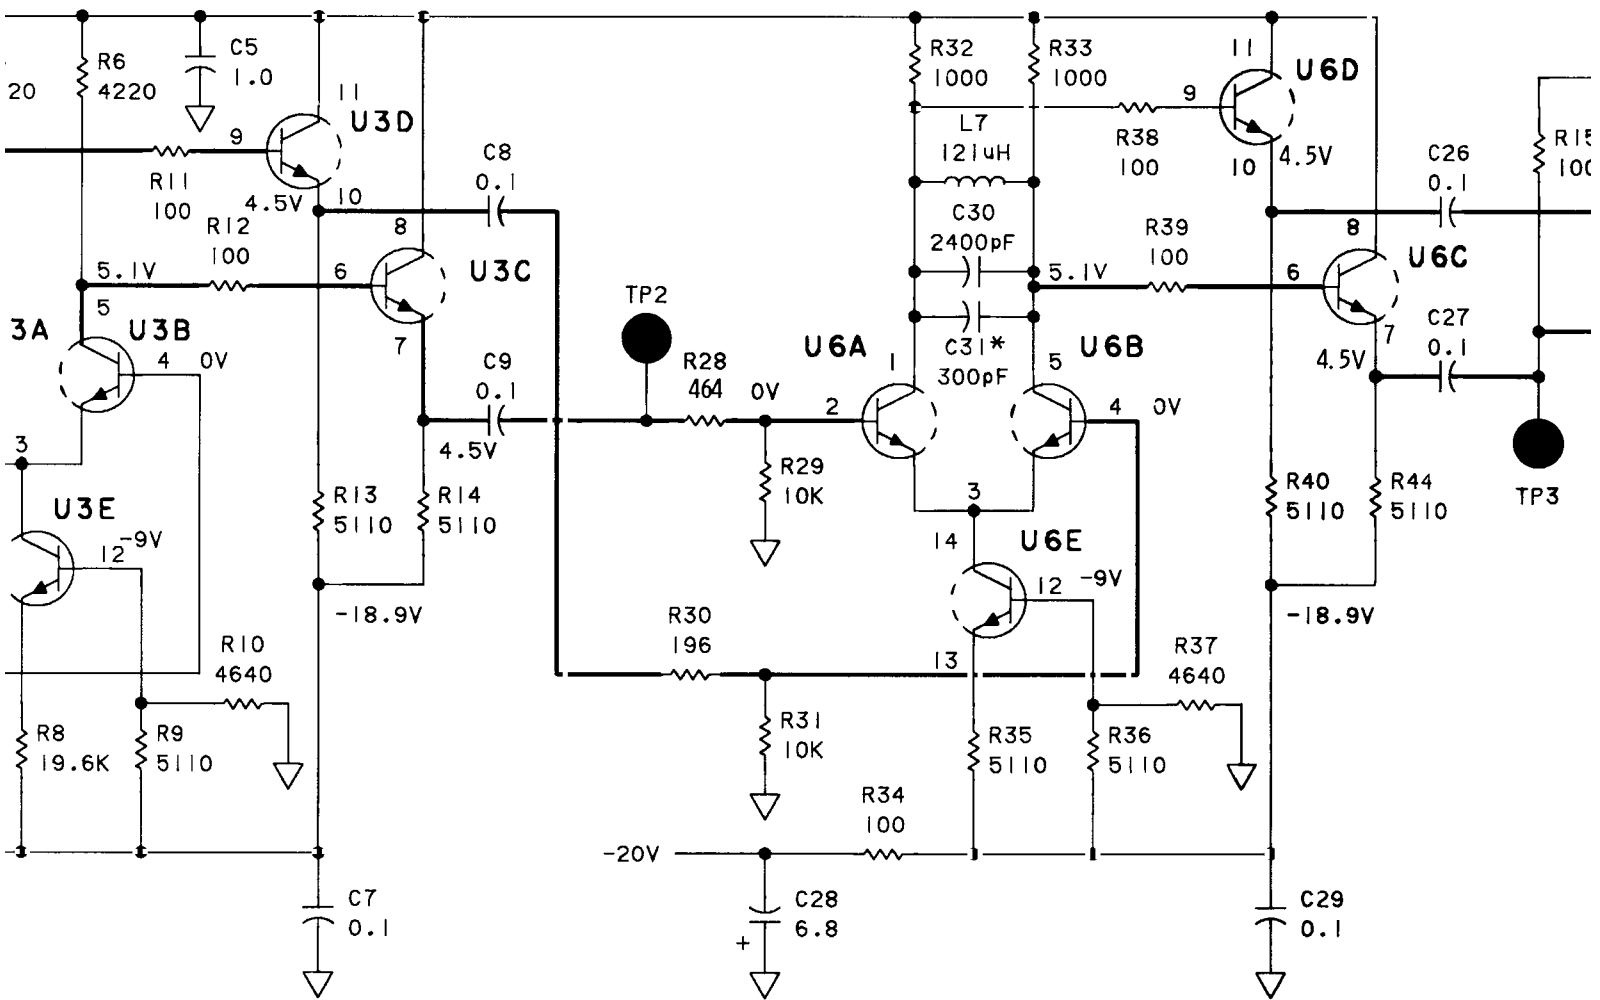 R6
4220
20
C5
1.0
11
U3D
9
R11
100
4.5V
10
R12
100
C8
0.1
8
U3C
5.1V
6
5
3A
U3B
4
0V
7
C9
0.1
4.5V
3
U3E
12
-9V
R13
5110
R14
5110
-18.9V
R10
4640
R8
19.6K
R9
5110
C7
0.1
TP2
R28
464
0V
2
R29
10K
R30
196
R31
10K
R32
1000
R33
1000
L7
121uH
C30
2400pF
C31*
300pF
U6A
1
U6B
5
4
0V
3
14
U6E
12
-9V
13
R37
4640
R35
5110
R36
5110
R34
100
-20V
C28
6.8
+
R38
100
9
11
U6D
10
4.5V
5.1V
R39
100
6
8
U6C
7
4.5V
C26
0.1
C27
0.1
R15
100
TP3
R40
5110
R44
5110
-18.9V
C29
0.1